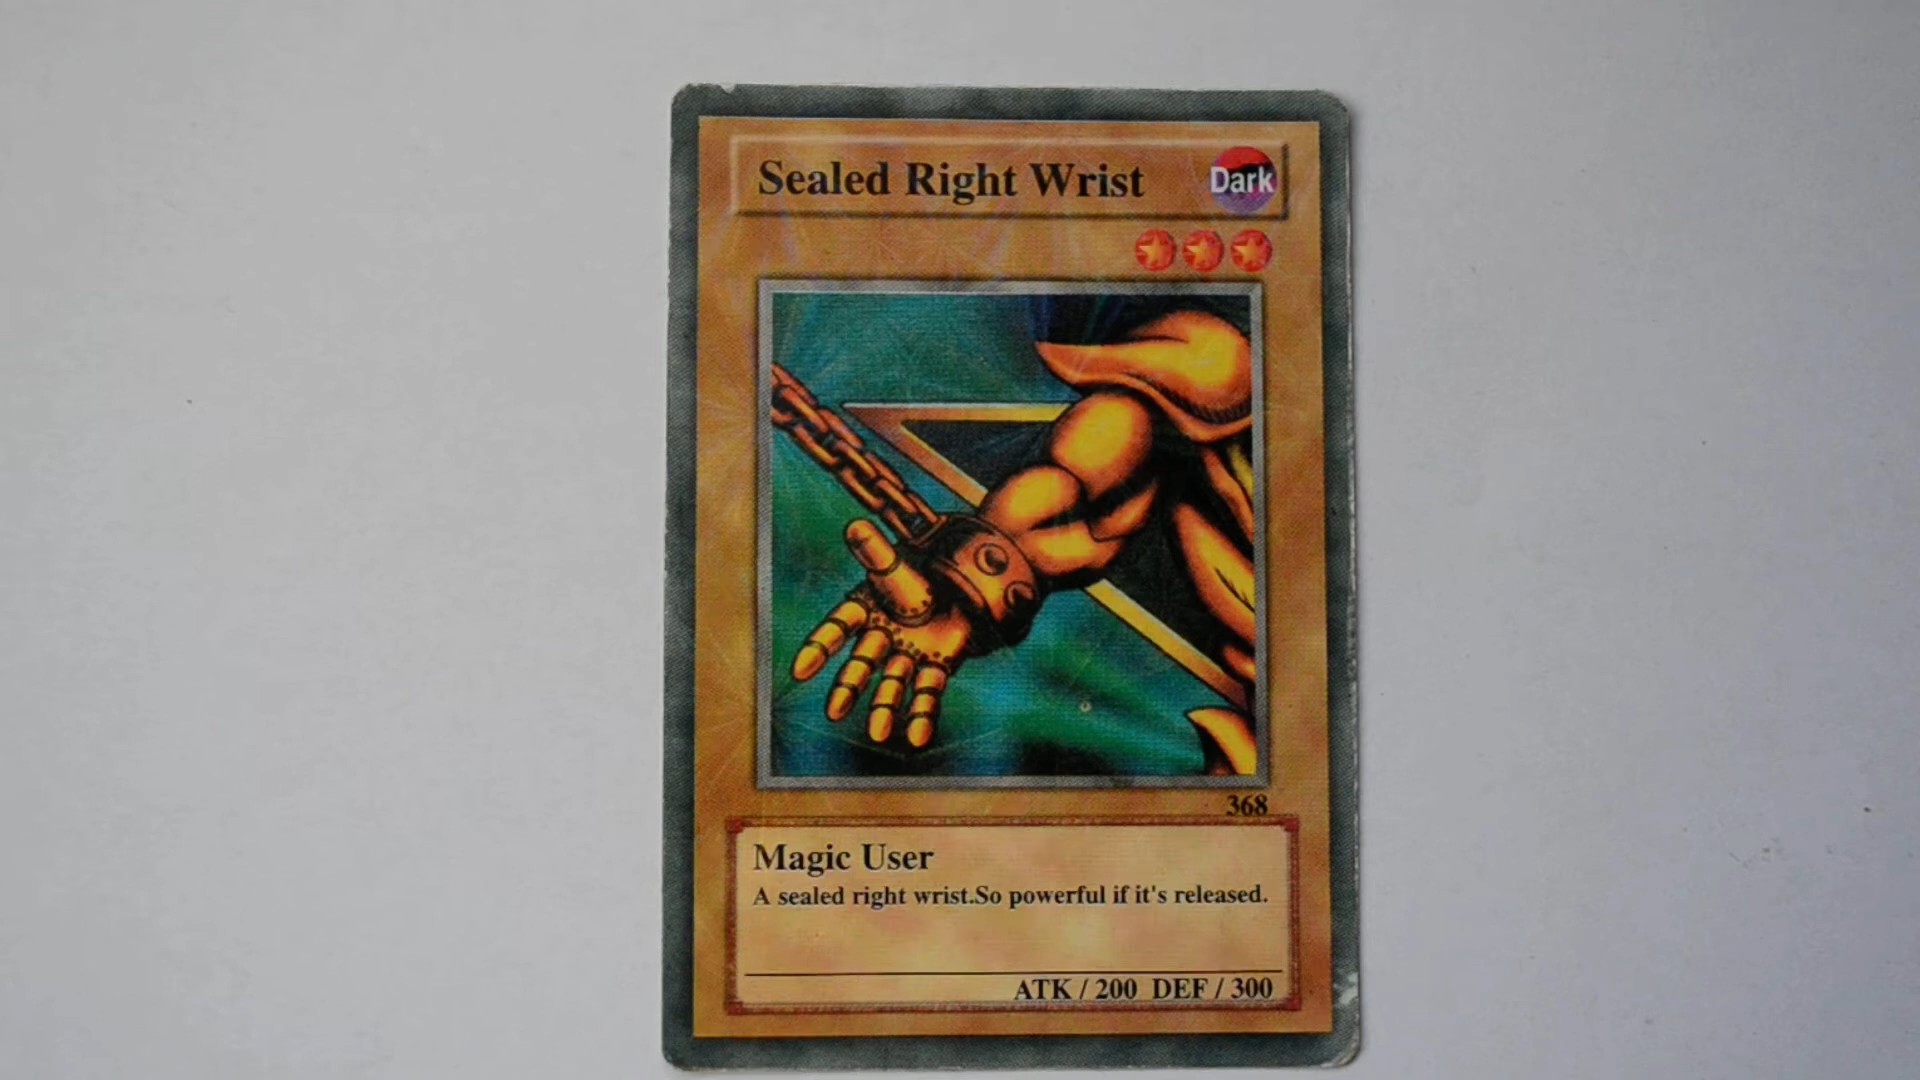 Sealed Right Wrist
Dark
368
Magic User
A sealed right wrist.So powerful if it's released.
ATK / 200 DEF / 300